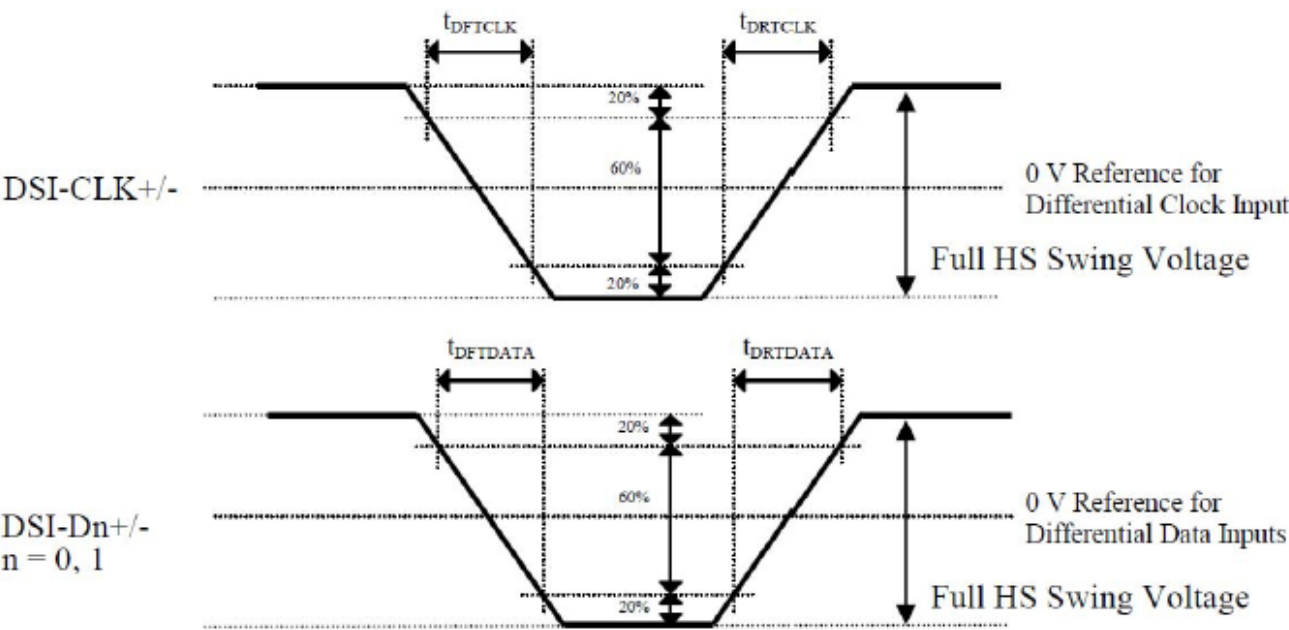 tDFTCLK
tDRTCLK
20%
60%
DSI-CLK+/-
0 V Reference for
Differential Clock Input
Full HS Swing Voltage
20%
tDFTDATA
tDRTDATA
20%
60%
0 V Reference for
Differential Data Inputs
DSI-Dn+/-
n = 0, 1
Full HS Swing Voltage
20%